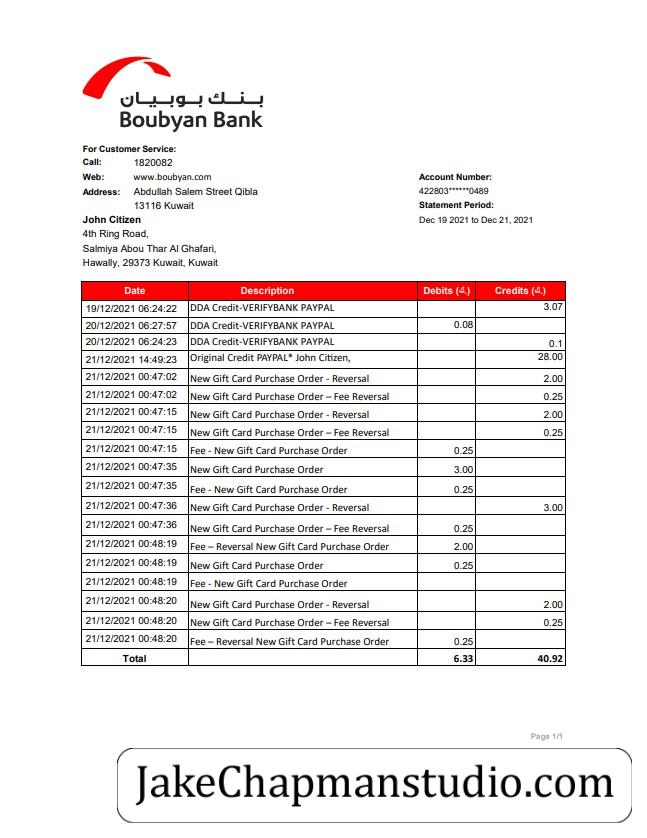 بنك بوبيان
Boubyan Bank
For Customer Service:
Call: 1820082
Web: www.boubyan.com
Address: Abdullah Salem Street Qibla
13116 Kuwait
Account Number:
422803******0489
Statement Period:
Dec 19 2021 to Dec 21, 2021
John Citizen
4th Ring Road,
Salmiya Abou Thar Al Ghafari,
Hawally, 29373 Kuwait, Kuwait
Date Description Debits (د.) Credits (د.)
19/12/2021 06:24:22 DDA Credit-VERIFYBANK PAYPAL 3.07
20/12/2021 06:27:57 DDA Credit-VERIFYBANK PAYPAL 0.08
20/12/2021 06:24:23 DDA Credit-VERIFYBANK PAYPAL 0.1
21/12/2021 14:49:23 Original Credit PAYPAL* John Citizen, 28.00
21/12/2021 00:47:02 New Gift Card Purchase Order - Reversal 2.00
21/12/2021 00:47:02 New Gift Card Purchase Order – Fee Reversal 0.25
21/12/2021 00:47:15 New Gift Card Purchase Order - Reversal 2.00
21/12/2021 00:47:15 New Gift Card Purchase Order – Fee Reversal 0.25
21/12/2021 00:47:15 Fee - New Gift Card Purchase Order 0.25
21/12/2021 00:47:35 New Gift Card Purchase Order 3.00
21/12/2021 00:47:35 Fee - New Gift Card Purchase Order 0.25
21/12/2021 00:47:36 New Gift Card Purchase Order - Reversal 3.00
21/12/2021 00:47:36 New Gift Card Purchase Order – Fee Reversal 0.25
21/12/2021 00:48:19 Fee – Reversal New Gift Card Purchase Order 2.00
21/12/2021 00:48:19 New Gift Card Purchase Order 0.25
21/12/2021 00:48:19 Fee - New Gift Card Purchase Order
21/12/2021 00:48:20 New Gift Card Purchase Order - Reversal 2.00
21/12/2021 00:48:20 New Gift Card Purchase Order – Fee Reversal 0.25
21/12/2021 00:48:20 Fee – Reversal New Gift Card Purchase Order 0.25
Total 6.33 40.92
Page 1/1
JakeChapmanstudio.com